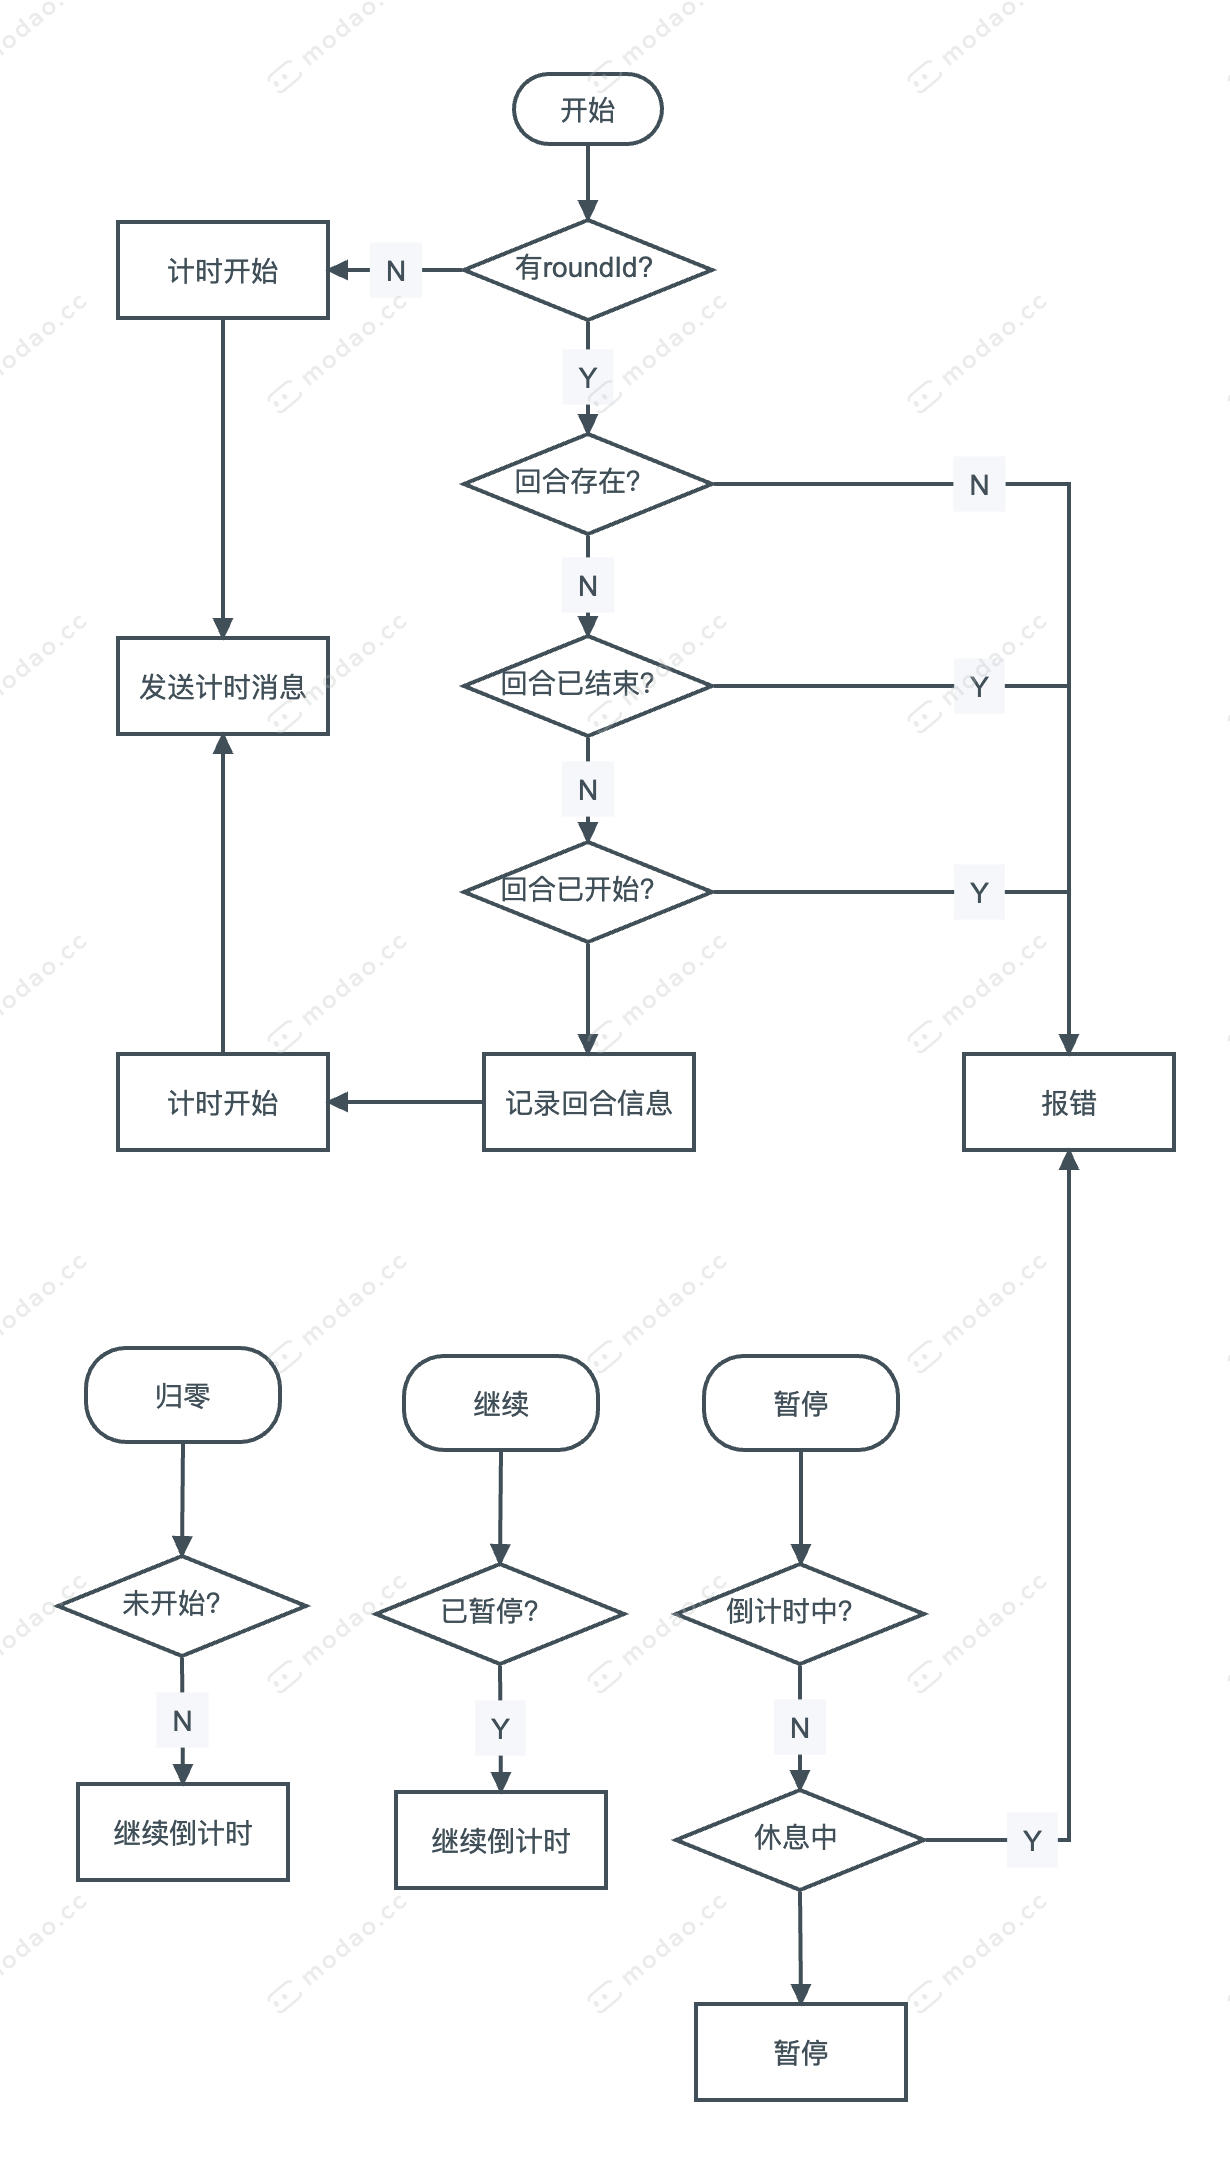 开始
有roundId?
N
计时开始
Y
回合存在?
N
N
回合已结束?
Y
发送计时消息
N
回合已开始?
Y
计时开始
记录回合信息
报错
归零
继续
暂停
未开始?
已暂停?
倒计时中?
N
Y
N
继续倒计时
继续倒计时
休息中
Y
暂停
modao.cc